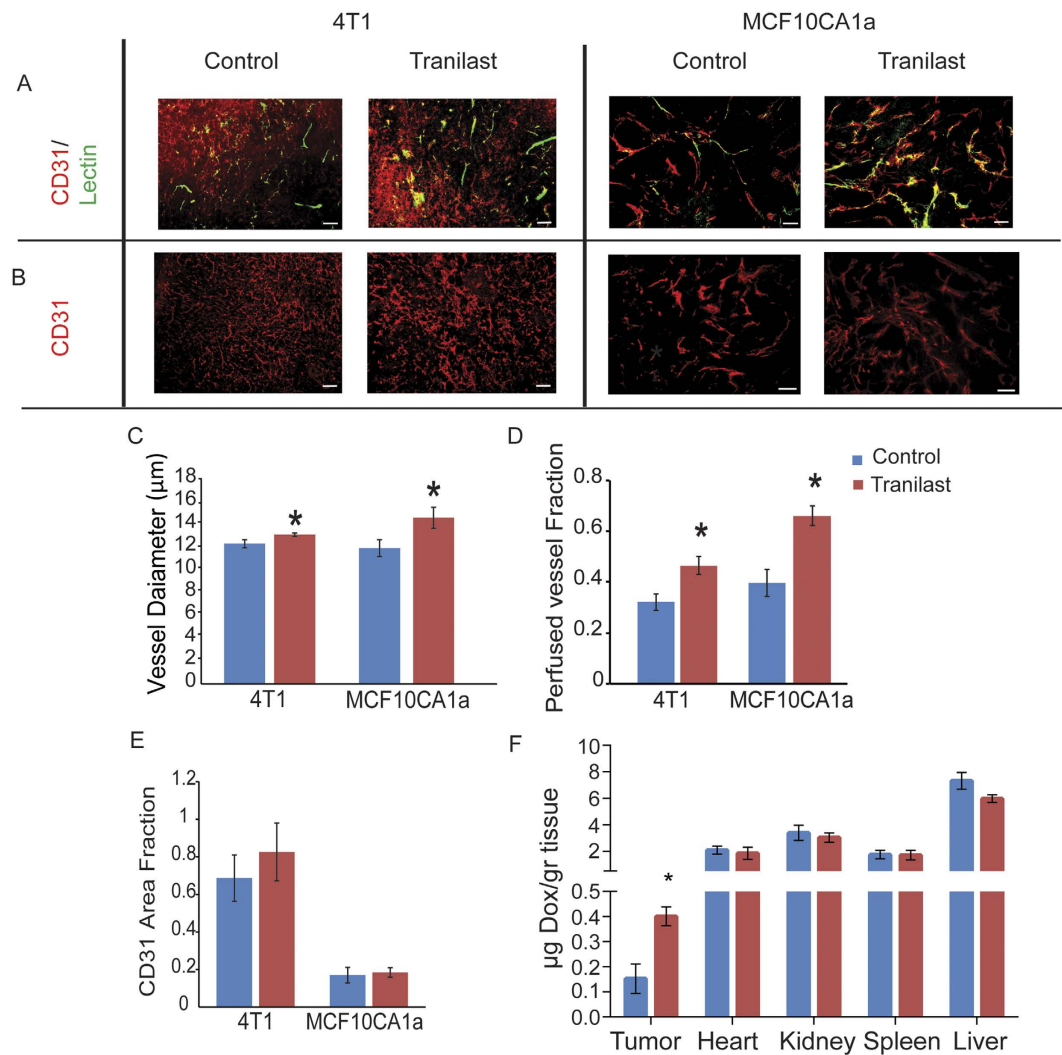 4T1 MCF10CA1a
Control Tranilast Control Tranilast
A
CD31/
Lectin
B
CD31
C
Vessel Daiameter (µm)
18
16
14
12
10
8
6
4
2
0
* *
4T1 MCF10CA1a
D
Perfused vessel Fraction
0.8
0.6
0.4
0.2
0
* *
4T1 MCF10CA1a
Control
Tranilast
E
CD31 Area Fraction
1.2
1
0.8
0.6
0.4
0.2
0
4T1 MCF10CA1a
F
µg Dox/gr tissue
10
8
6
4
2
0.5
0.4
0.3
0.2
0.1
0.0
*
Tumor Heart Kidney Spleen Liver